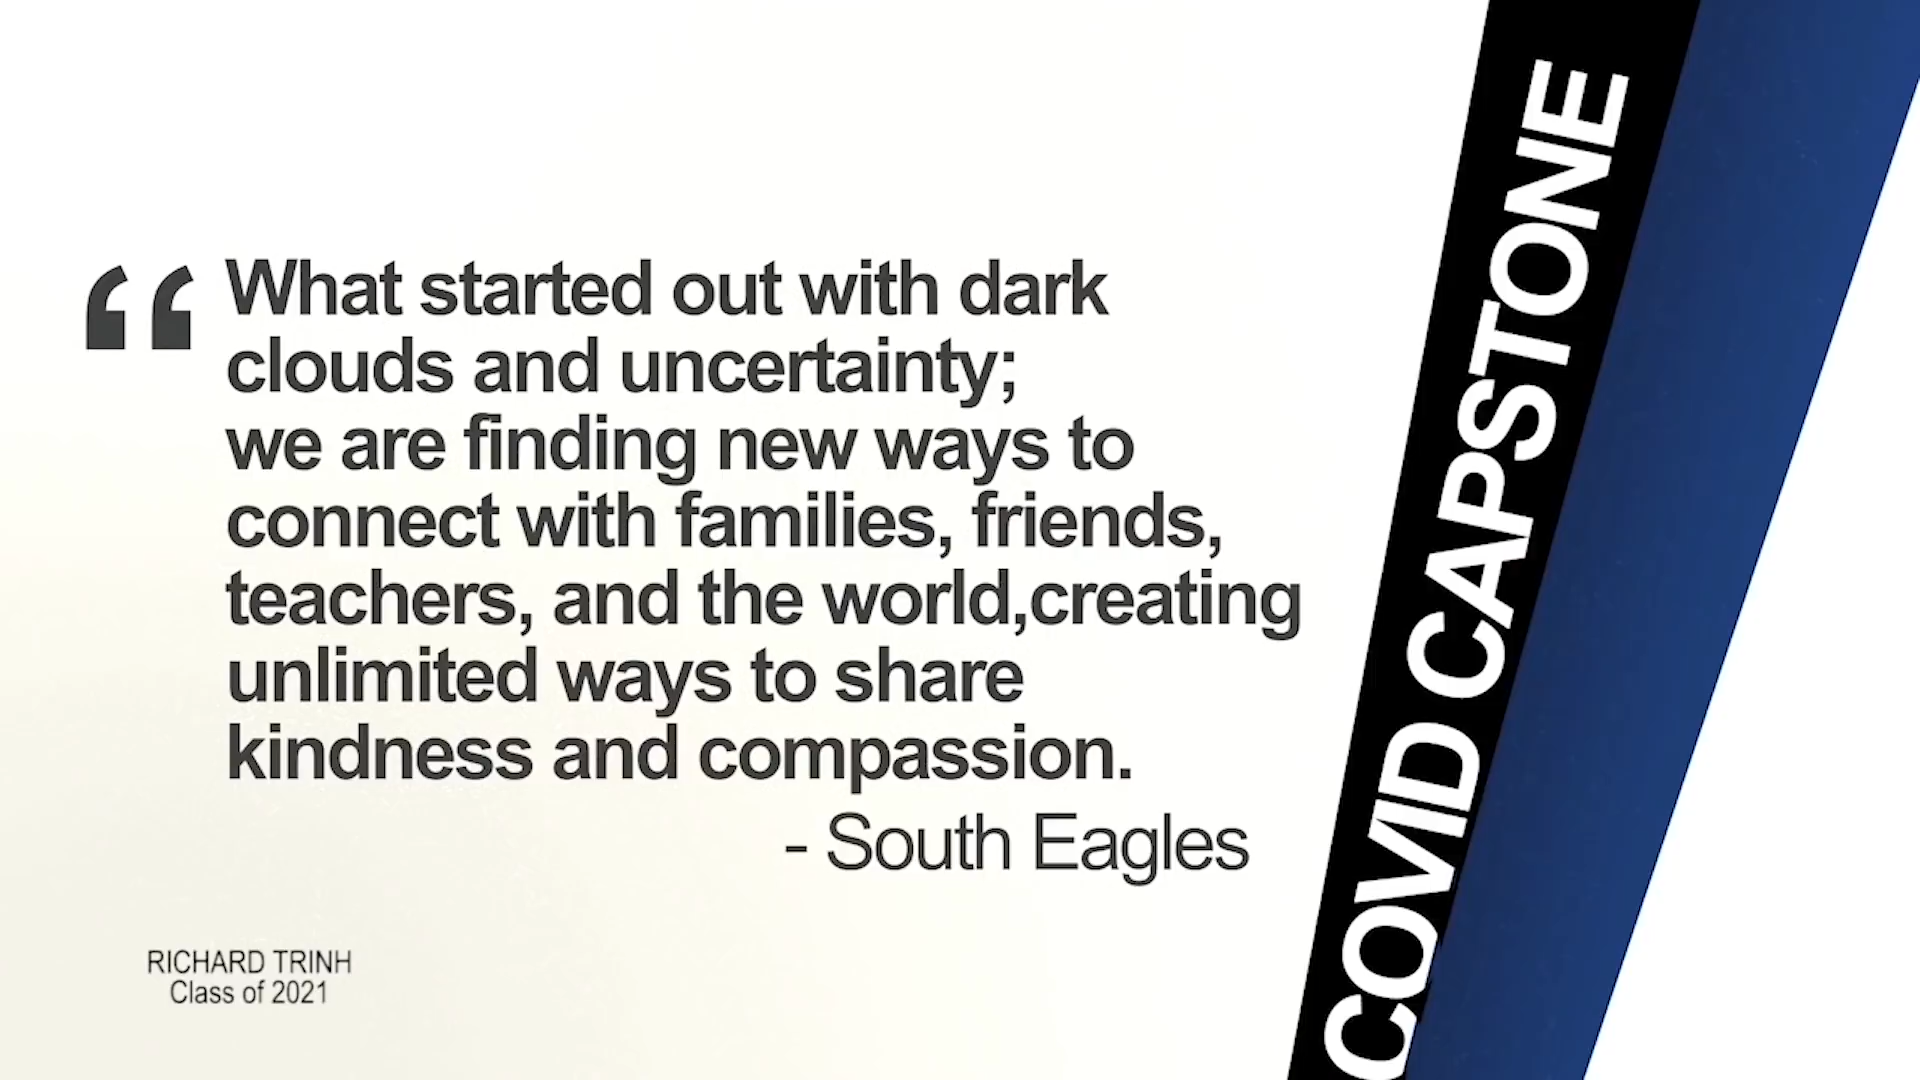 “What started out with dark
clouds and uncertainty;
we are finding new ways to
connect with families, friends,
teachers, and the world,creating
unlimited ways to share
kindness and compassion.
- South Eagles
RICHARD TRINH
Class of 2021
COVID CAPSTONE